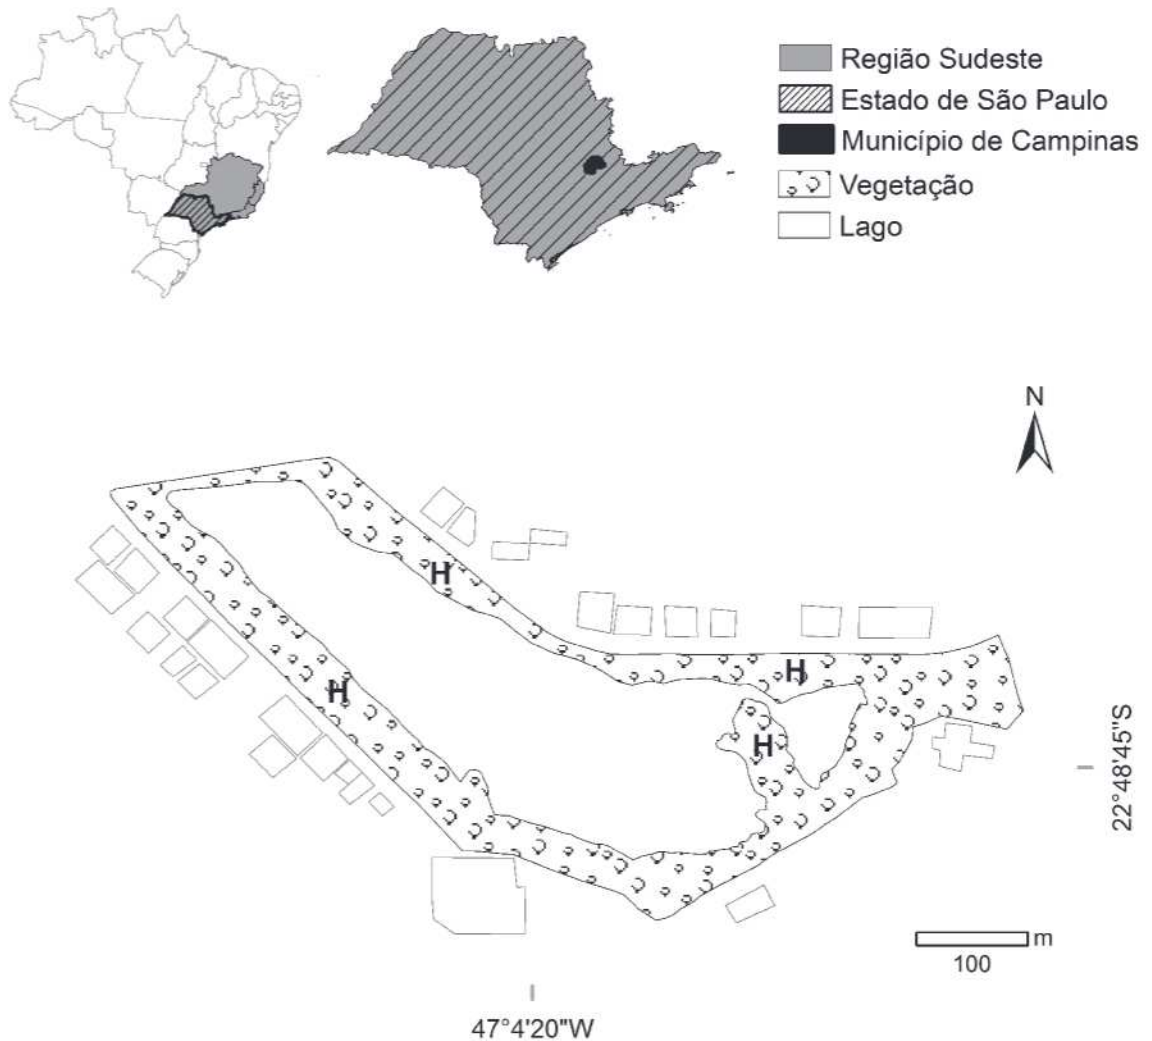 Região Sudeste
Estado de São Paulo
Município de Campinas
Vegetação
Lago
N
H
H
H
H
22°48'45"S
m
100
47°4'20"W